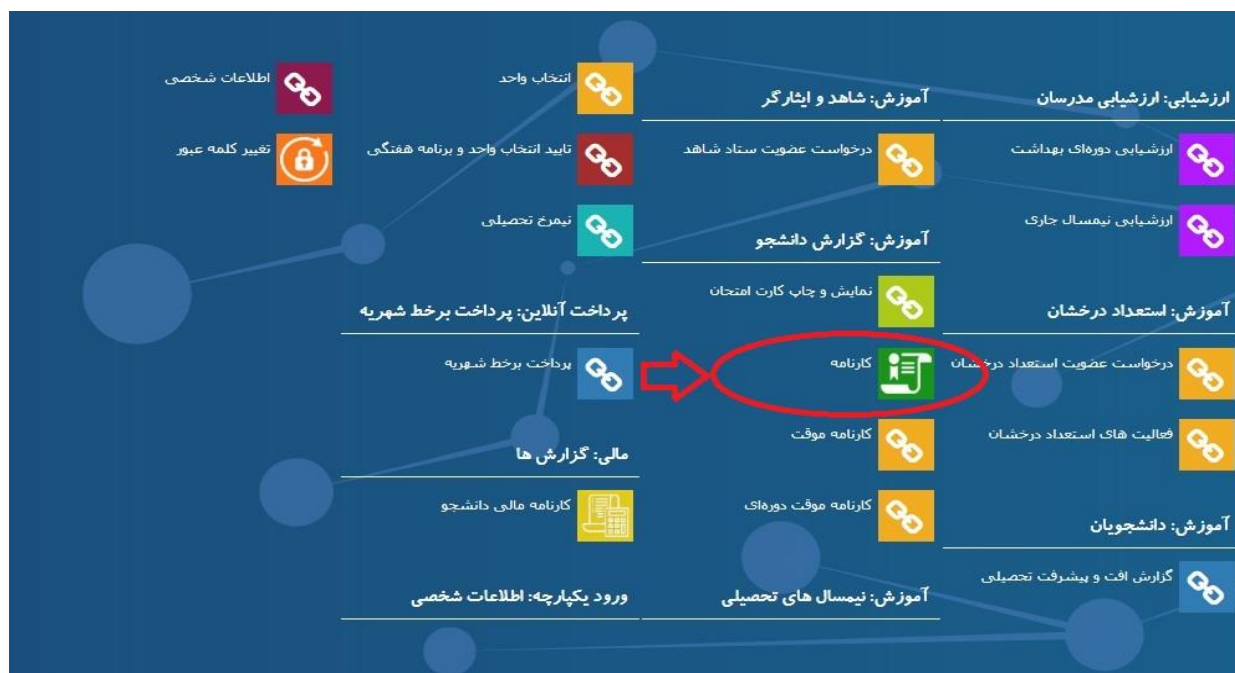 ارزشیابی: ارزشیابی مدرسان
ارزشیابی دوره‌ای بهداشت
ارزشیابی نیمسال جاری
آموزش: استعداد درخشان
درخواست عضویت استعداد درخشان
فعالیت های استعداد درخشان
آموزش: دانشجویان
گزارش افت و پیشرفت تحصیلی
آموزش: شاهد و ایثارگر
درخواست عضویت ستاد شاهد
آموزش: گزارش دانشجو
نمایش و چاپ کارت امتحان
کارنامه
کارنامه موقت
کارنامه موقت دوره‌ای
آموزش: نیمسال های تحصیلی
انتخاب واحد
تایید انتخاب واحد و برنامه هفتگی
نیمرخ تحصیلی
پرداخت آنلاین: پرداخت برخط شهریه
پرداخت برخط شهریه
مالی: گزارش ها
کارنامه مالی دانشجو
ورود یکپارچه: اطلاعات شخصی
اطلاعات شخصی
تغییر کلمه عبور